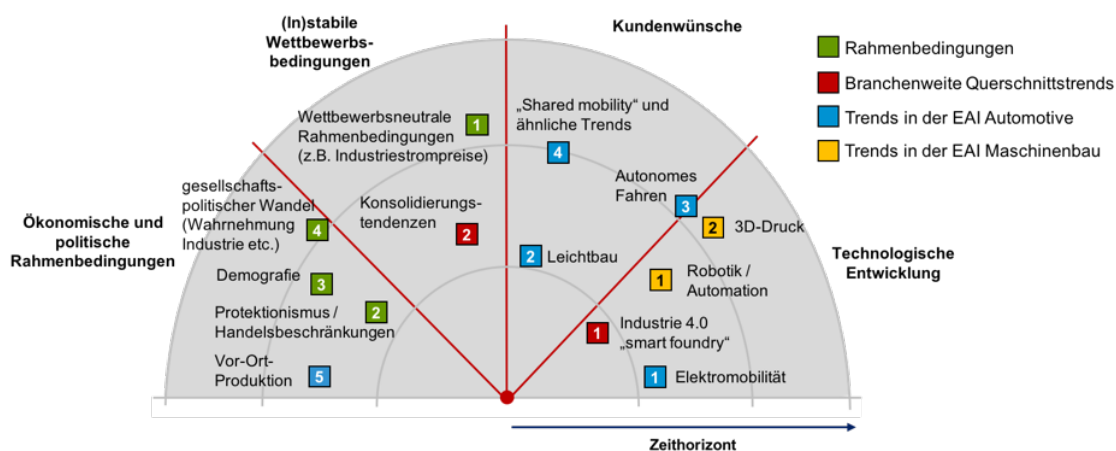 (In)stabile
Wettbewerbs-
bedingungen
Kundenwünsche
Rahmenbedingungen
Branchenweite Querschnittstrends
Trends in der EAI Automotive
Trends in der EAI Maschinenbau
Wettbewerbsneutrale
Rahmenbedingungen
(z.B. Industriestrompreise)
1
„Shared mobility“ und
ähnliche Trends
4
gesellschafts-
politischer Wandel
(Wahrnehmung
Industrie etc.)
4
Konsolidierungs-
tendenzen
2
Autonomes
Fahren
3
2
3D-Druck
Ökonomische und
politische
Rahmenbedingungen
Technologische
Entwicklung
Demografie
3
2
Leichtbau
1
Robotik /
Automation
Protektionismus /
Handelsbeschränkungen
2
1
Industrie 4.0
„smart foundry“
Vor-Ort-
Produktion
5
1
Elektromobilität
Zeithorizont